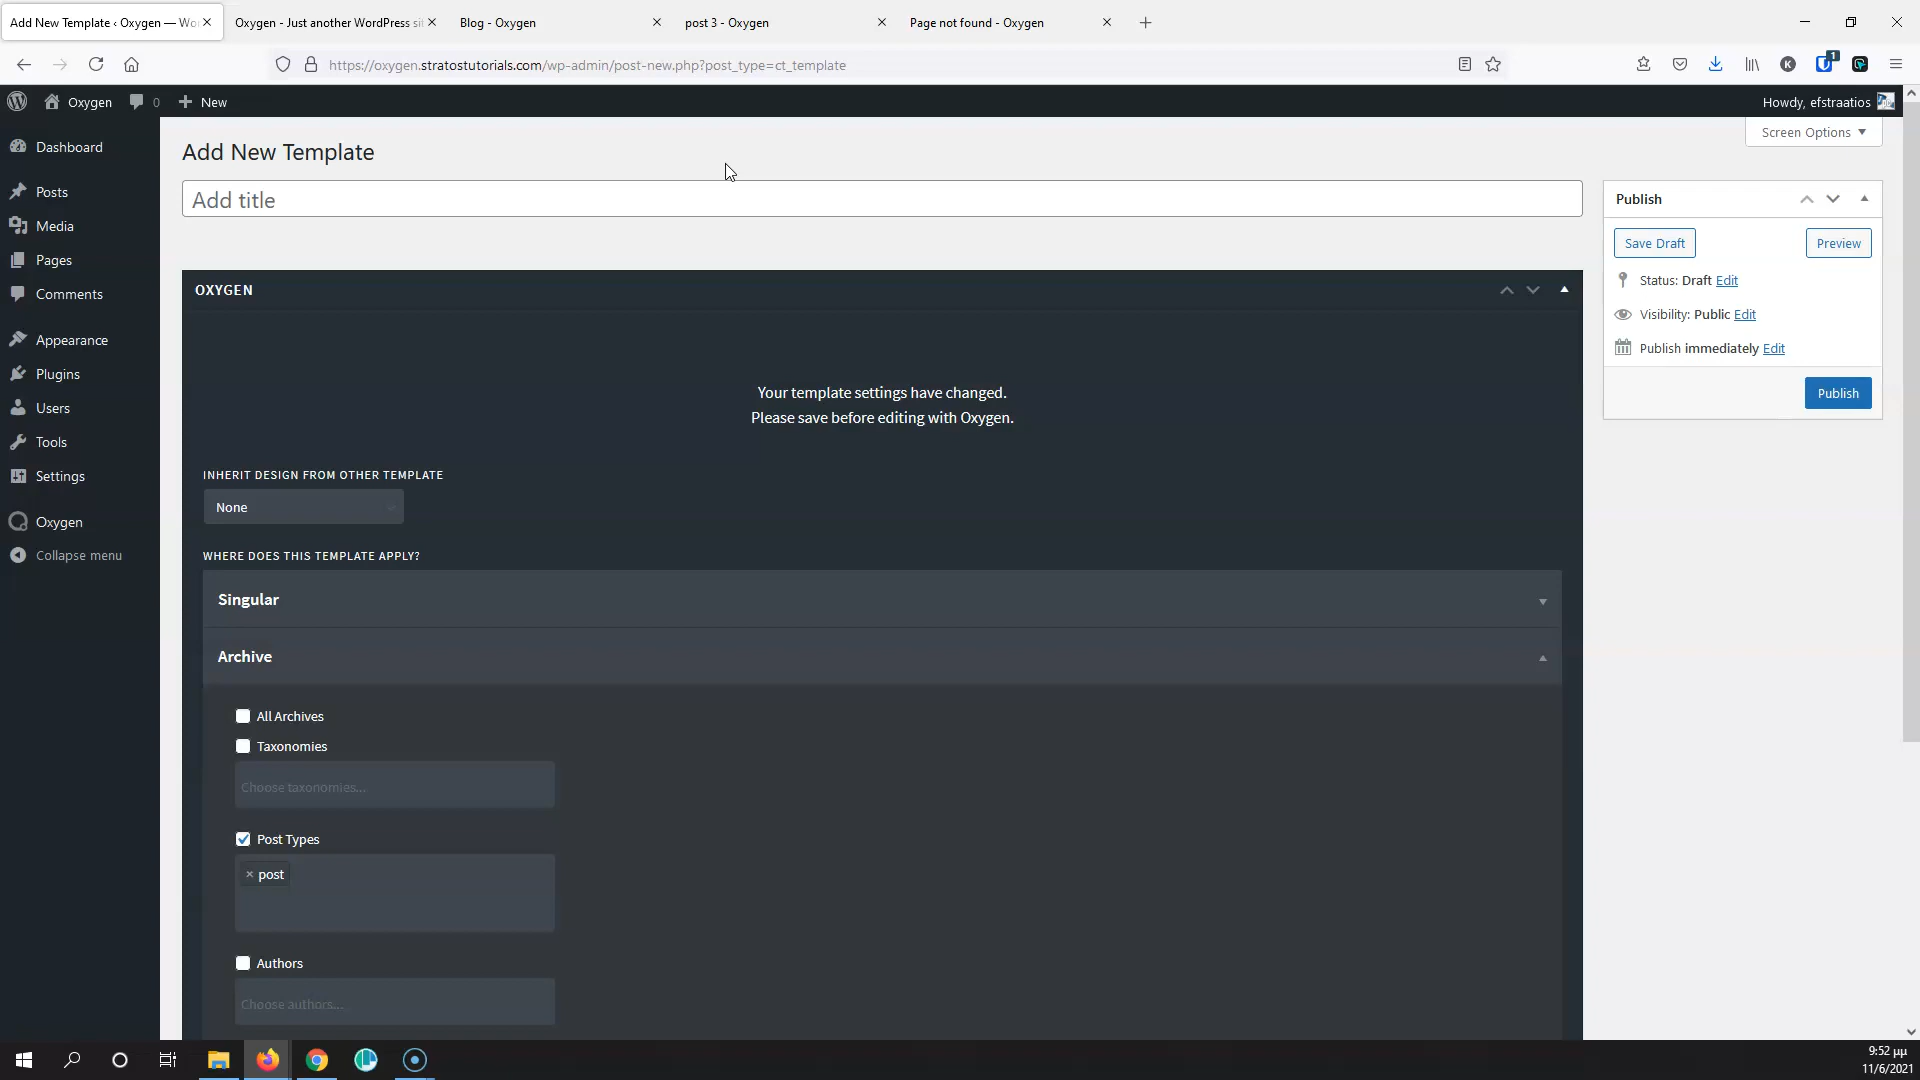 Add New Template ‹ Oxygen — Wo
Oxygen - Just another WordPress sit
Blog - Oxygen
post 3 - Oxygen
Page not found - Oxygen
https://oxygen.stratostutorials.com/wp-admin/post-new.php?post_type=ct_template
K
1
Oxygen
0
New
Howdy, efstraatios
Screen Options
Dashboard
Posts
Media
Pages
Comments
Appearance
Plugins
Users
Tools
Settings
Oxygen
Collapse menu
Add New Template
Add title
OXYGEN
Your template settings have changed.
Please save before editing with Oxygen.
INHERIT DESIGN FROM OTHER TEMPLATE
None
WHERE DOES THIS TEMPLATE APPLY?
Singular
Archive
All Archives
Taxonomies
Choose taxonomies...
Post Types
× post
Authors
Choose authors...
Publish
Save Draft
Preview
Status: Draft Edit
Visibility: Public Edit
Publish immediately Edit
Publish
9:52 μμ
11/6/2021